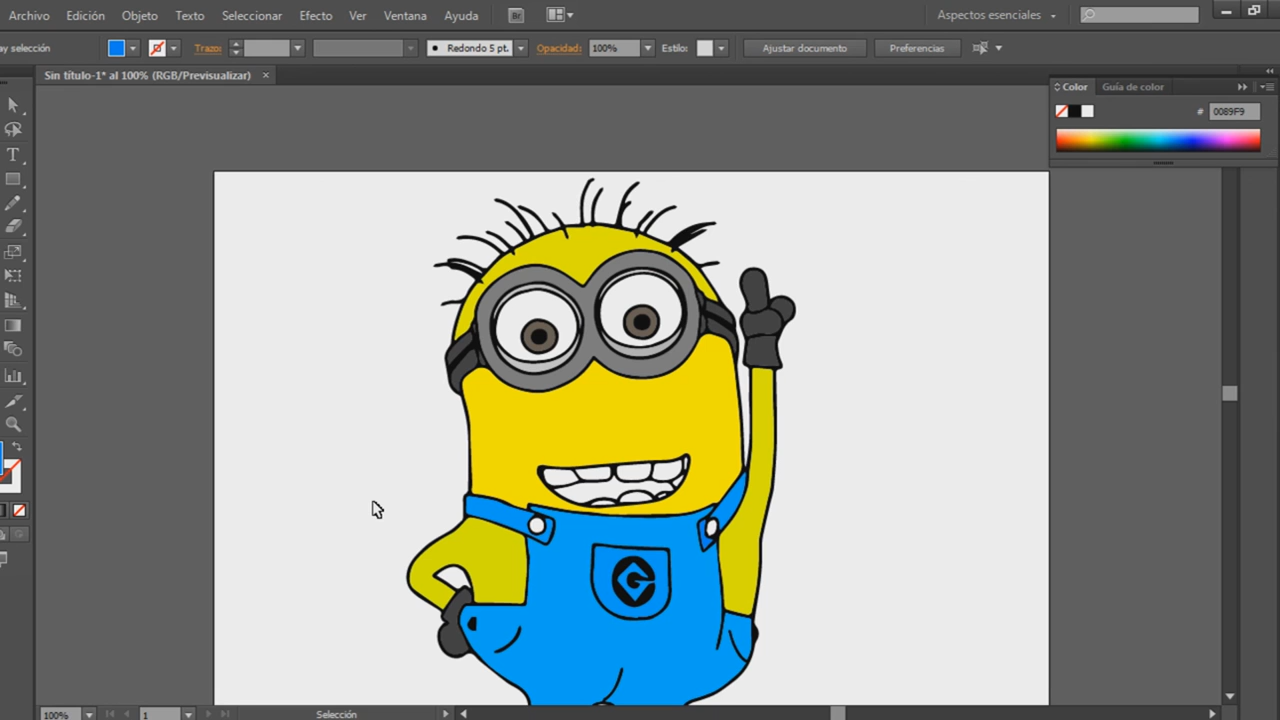 Archivo Edición Objeto Texto Seleccionar Efecto Ver Ventana Ayuda Br Aspectos esenciales
ay selección Trazo: Redondo 5 pt. Opacidad: 100% Estilo: Ajustar documento Preferencias
Sin título-1* al 100% (RGB/Previsualizar) ×
Color Guía de color
# 0089F9
G
100% 1 Selección